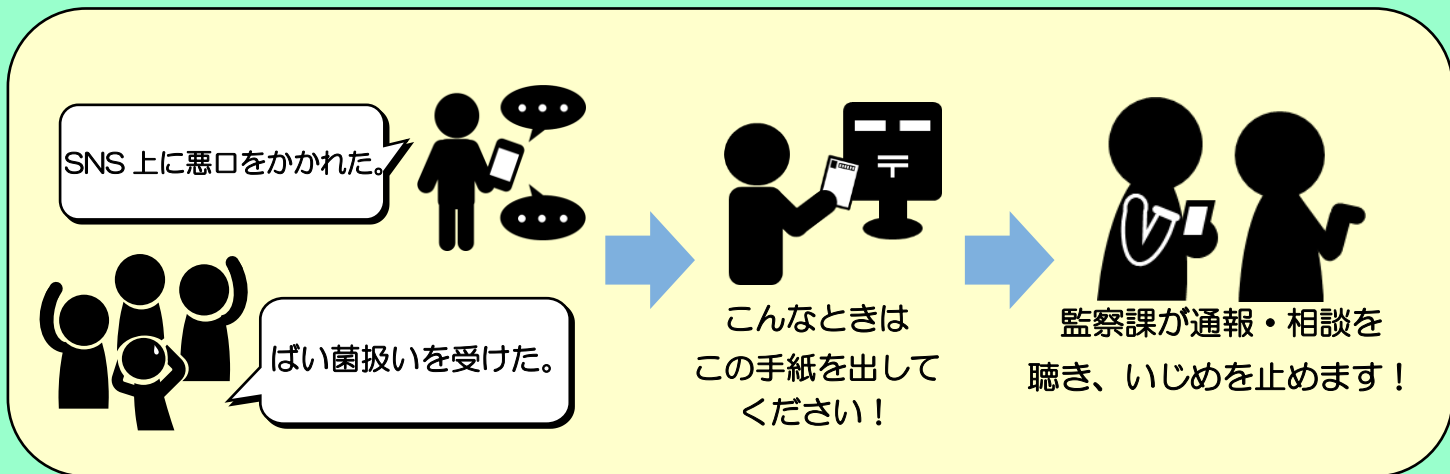 SNS 上に悪口をかかれた。
ばい菌扱いを受けた。
〒
こんなときは
この手紙を出して
ください！
監察課が通報・相談を
聴き、いじめを止めます！